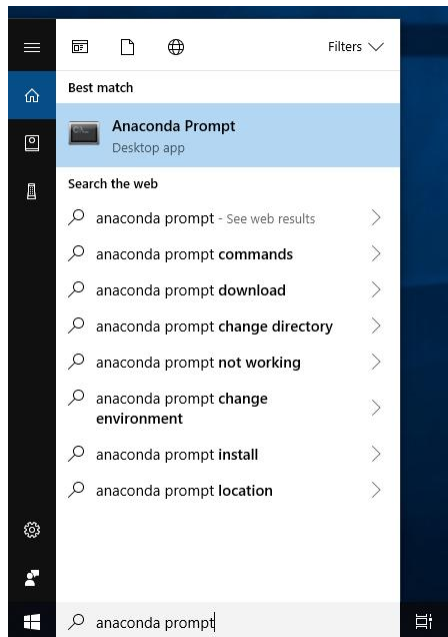 Filters
Best match
Anaconda Prompt
Desktop app
Search the web
anaconda prompt - See web results
anaconda prompt commands
anaconda prompt download
anaconda prompt change directory
anaconda prompt not working
anaconda prompt change
environment
anaconda prompt install
anaconda prompt location
anaconda prompt